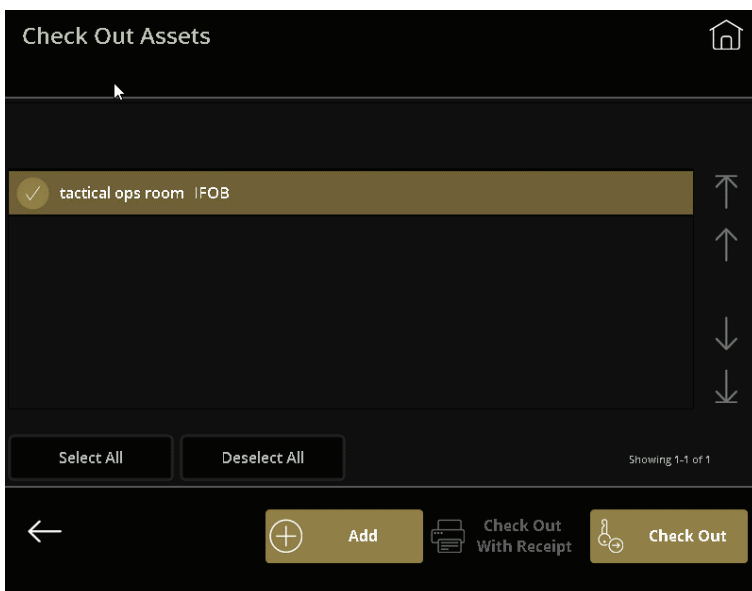 Check Out Assets
tactical ops room IFOB
Select All
Deselect All
Showing 1-1 of 1
Add
Check Out
With Receipt
Check Out